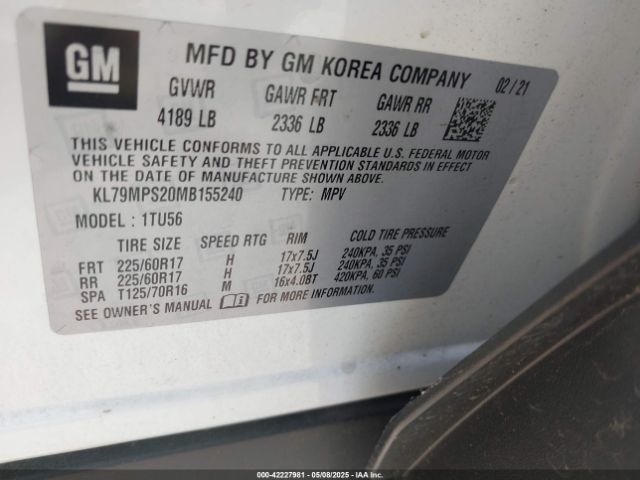 GM
MFD BY GM KOREA COMPANY 02/21
GVWR GAWR FRT GAWR RR
4189 LB 2336 LB 2336 LB
THIS VEHICLE CONFORMS TO ALL APPLICABLE U.S. FEDERAL MOTOR
VEHICLE SAFETY AND THEFT PREVENTION STANDARDS IN EFFECT
ON THE DATE OF MANUFACTURE SHOWN ABOVE.
KL79MPS20MB155240 TYPE: MPV
MODEL: 1TU56
TIRE SIZE SPEED RTG RIM COLD TIRE PRESSURE
FRT 225/60R17 H 17x7.5J 240KPA, 35 PSI
RR 225/60R17 H 17x7.5J 240KPA, 35 PSI
SPA T125/70R16 M 16x4.0BT 420KPA, 60 PSI
SEE OWNER'S MANUAL FOR MORE INFORMATION.
000-42227981 - 05/08/2025 - IAAI.COM